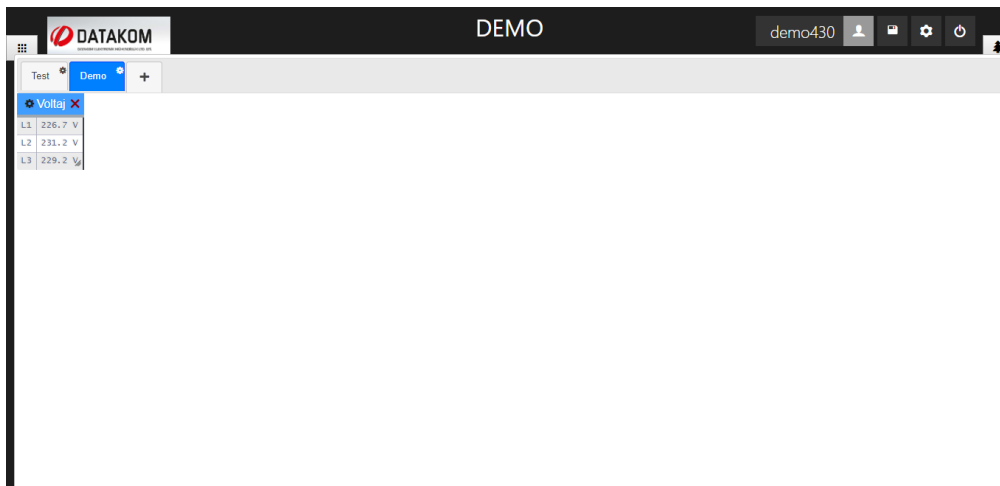 DATAKOM
DEMO
demo430
Test
Demo
+
Voltaj
L1 226.7 V
L2 231.2 V
L3 229.2 V